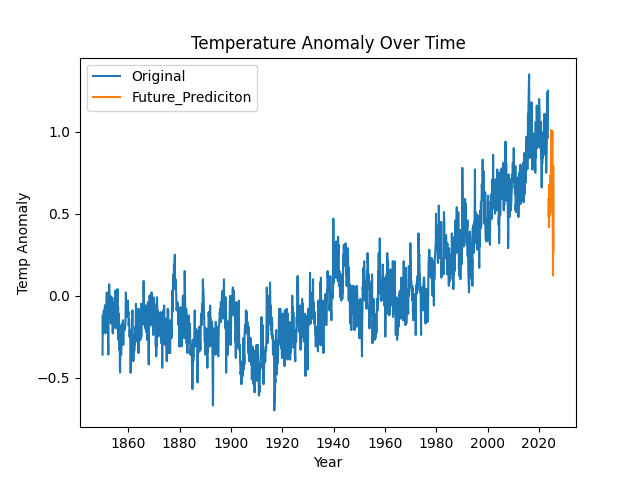 Temperature Anomaly Over Time
Original
Future_Prediciton
1.0
0.5
0.0
−0.5
Temp Anomaly
1860 1880 1900 1920 1940 1960 1980 2000 2020
Year